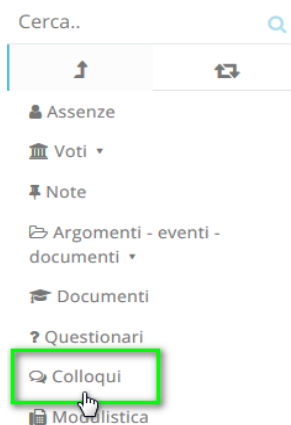 Cerca..
Assenze
Voti
Note
Argomenti - eventi -
documenti
Documenti
? Questionari
Colloqui
Modulistica